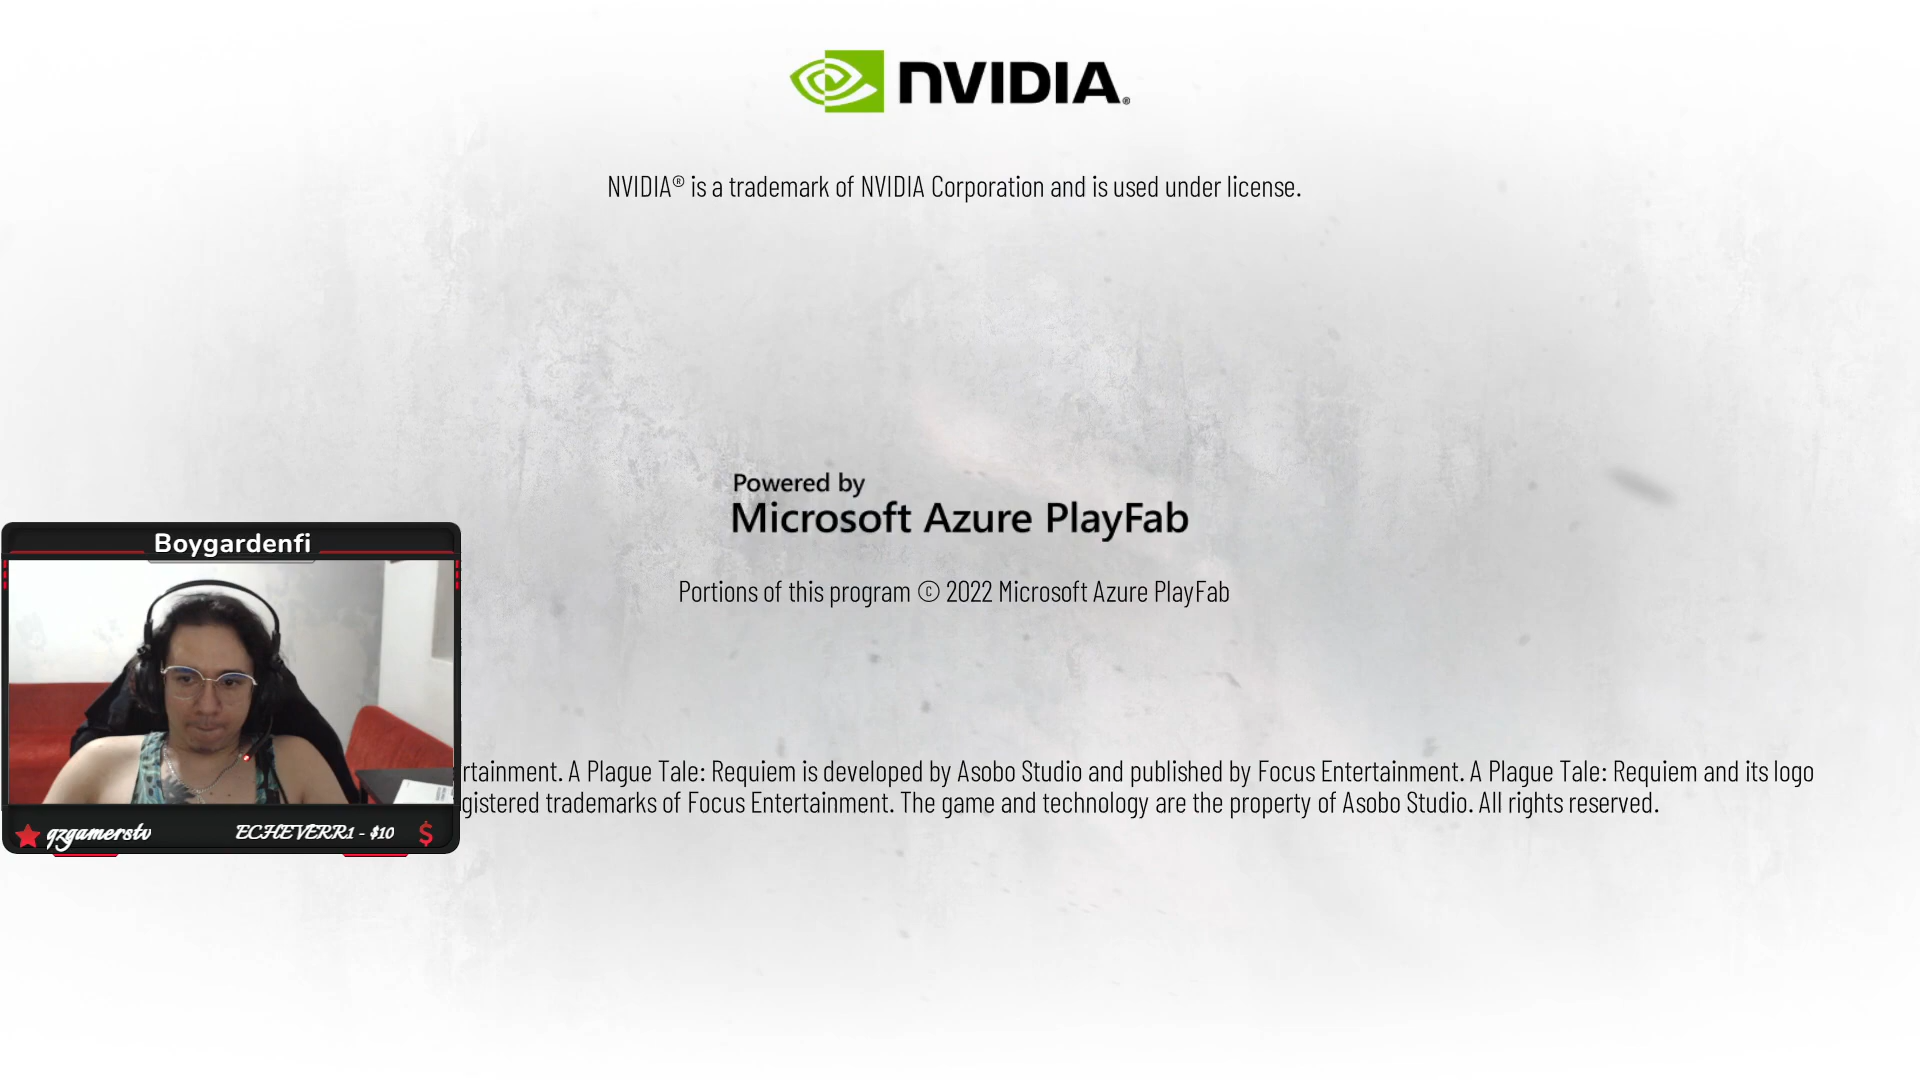 NVIDIA®
NVIDIA® is a trademark of NVIDIA Corporation and is used under license.
Powered by
Microsoft Azure PlayFab
Portions of this program © 2022 Microsoft Azure PlayFab
Boygardenfi
rtainment. A Plague Tale: Requiem is developed by Asobo Studio and published by Focus Entertainment. A Plague Tale: Requiem and its logo
gistered trademarks of Focus Entertainment. The game and technology are the property of Asobo Studio. All rights reserved.
qzgamerstv ECHEVERR1 - $10 $